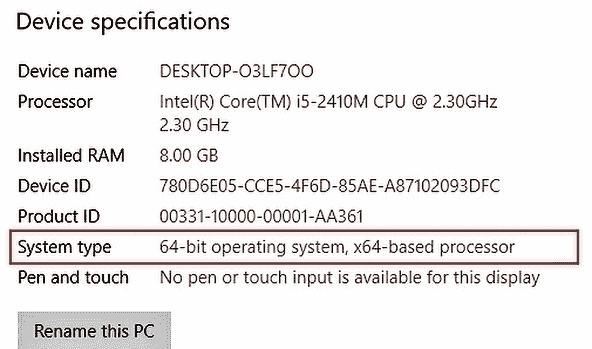 Device specifications
Device name DESKTOP-O3LF7OO
Processor Intel(R) Core(TM) i5-2410M CPU @ 2.30GHz
2.30 GHz
Installed RAM 8.00 GB
Device ID 780D6E05-CCE5-4F6D-85AE-A87102093DFC
Product ID 00331-10000-00001-AA361
System type 64-bit operating system, x64-based processor
Pen and touch No pen or touch input is available for this display
Rename this PC